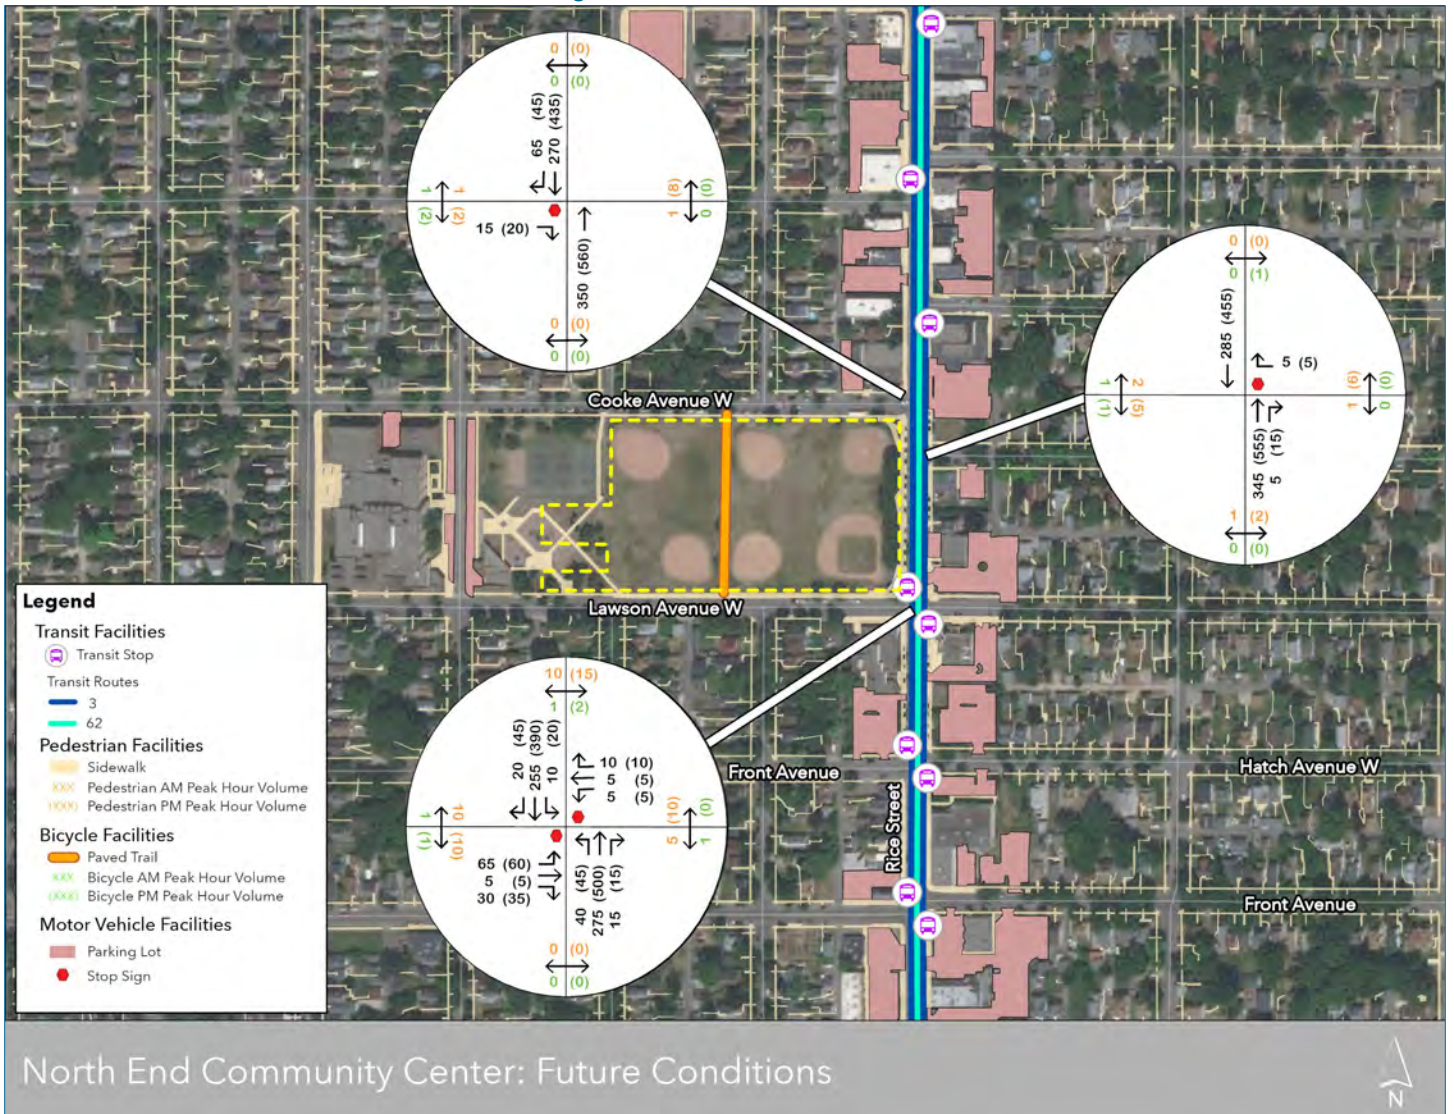 0 (0)
0 (0)
65 (45)
270 (435)
1 (2)
1 (2)
15 (20)
350 (560)
1 (8)
0 (0)
0 (0)
0 (0)
0 (0)
0 (1)
285 (455)
5 (5)
1 (1)
2 (5)
345 (555)
5 (15)
1 (9)
0 (0)
1 (2)
0 (0)
Cooke Avenue W
Lawson Avenue W
Front Avenue
Rice Street
Hatch Avenue W
Front Avenue
10 (15)
1 (2)
20 (45)
255 (390)
10 (20)
10 (10)
5 (5)
5 (5)
1 (1)
10 (10)
65 (60)
5 (5)
30 (35)
40 (45)
275 (500)
15 (15)
5 (10)
1 (0)
0 (0)
0 (0)
Legend
Transit Facilities
Transit Stop
Transit Routes
3
62
Pedestrian Facilities
Sidewalk
XXX Pedestrian AM Peak Hour Volume
(XXX) Pedestrian PM Peak Hour Volume
Bicycle Facilities
Paved Trail
XXX Bicycle AM Peak Hour Volume
(XXX) Bicycle PM Peak Hour Volume
Motor Vehicle Facilities
Parking Lot
Stop Sign
North End Community Center: Future Conditions
N